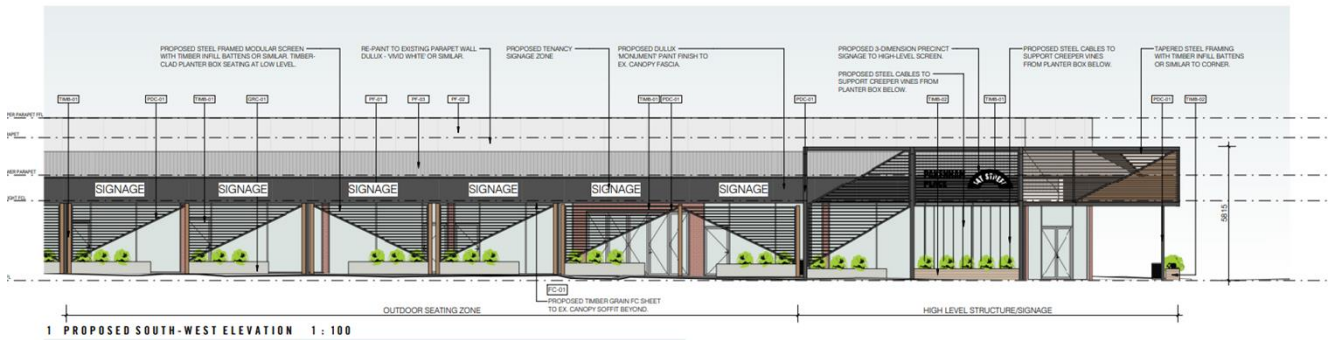 PROPOSED STEEL FRAMED MODULAR SCREEN
WITH TIMBER INFILL BATTENS OR SIMILAR. TIMBER-
CLAD PLANTER BOX SEATING AT LOW LEVEL.
RE-PAINT TO EXISTING PARAPET WALL
DULUX - 'VIVID WHITE' OR SIMILAR.
PROPOSED TENANCY
SIGNAGE ZONE
PROPOSED DULUX
'MONUMENT' PAINT FINISH TO
EX. CANOPY FASCIA.
PROPOSED 3-DIMENSION PRECINCT
SIGNAGE TO HIGH-LEVEL SCREEN.
PROPOSED STEEL CABLES TO
SUPPORT CREEPER VINES FROM
PLANTER BOX BELOW.
PROPOSED STEEL CABLES TO
SUPPORT CREEPER VINES
FROM PLANTER BOX BELOW.
TAPERED STEEL FRAMING
WITH TIMBER INFILL BATTENS
OR SIMILAR TO CORNER.
TIMB-01 PDC-01 TIMB-01 GRC-01 PF-01 PF-03 PF-02 TIMB-01 PDC-01 PDC-01 TIMB-02 TIMB-01 PDC-01 TIMB-02
SIGNAGE SIGNAGE SIGNAGE SIGNAGE SIGNAGE SIGNAGE
PLACE
5815
FC-01
PROPOSED TIMBER GRAIN FC SHEET
TO EX. CANOPY SOFFIT BEYOND.
OUTDOOR SEATING ZONE
HIGH LEVEL STRUCTURE/SIGNAGE
1 PROPOSED SOUTH-WEST ELEVATION 1 : 100